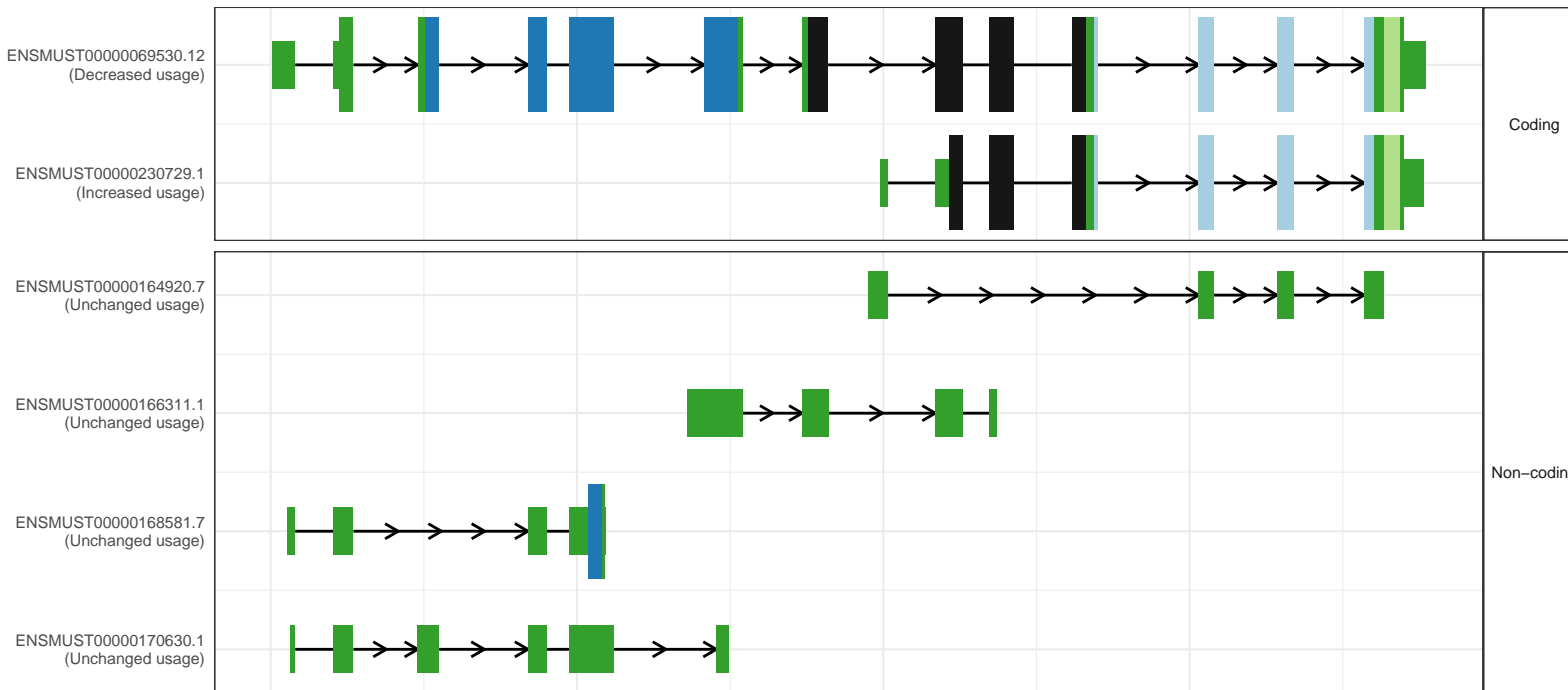 ENSMUST00000069530.12
(Decreased usage)
Coding
ENSMUST00000230729.1
(Increased usage)
ENSMUST00000164920.7
(Unchanged usage)
ENSMUST00000166311.1
(Unchanged usage)
Non−codin
ENSMUST00000168581.7
(Unchanged usage)
ENSMUST00000170630.1
(Unchanged usage)